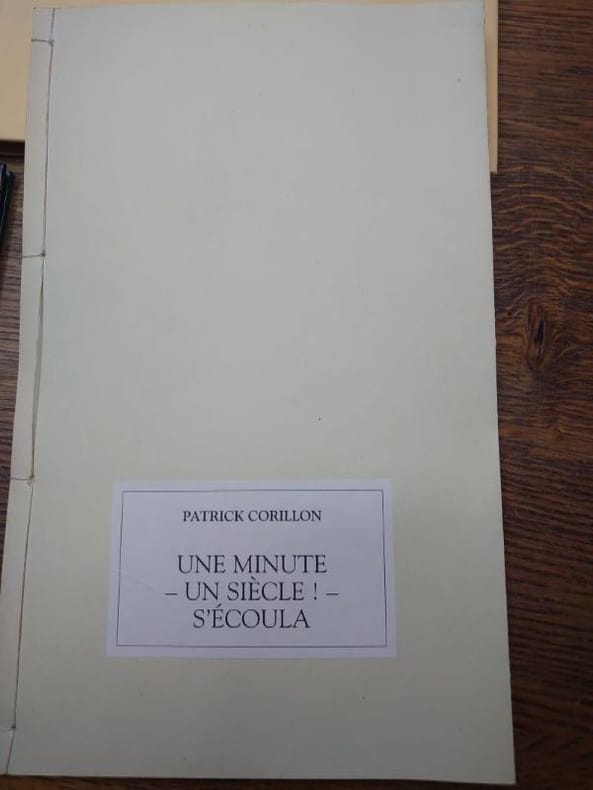 PATRICK CORILLON
UNE MINUTE
– UN SIÈCLE ! –
S'ÉCOULA